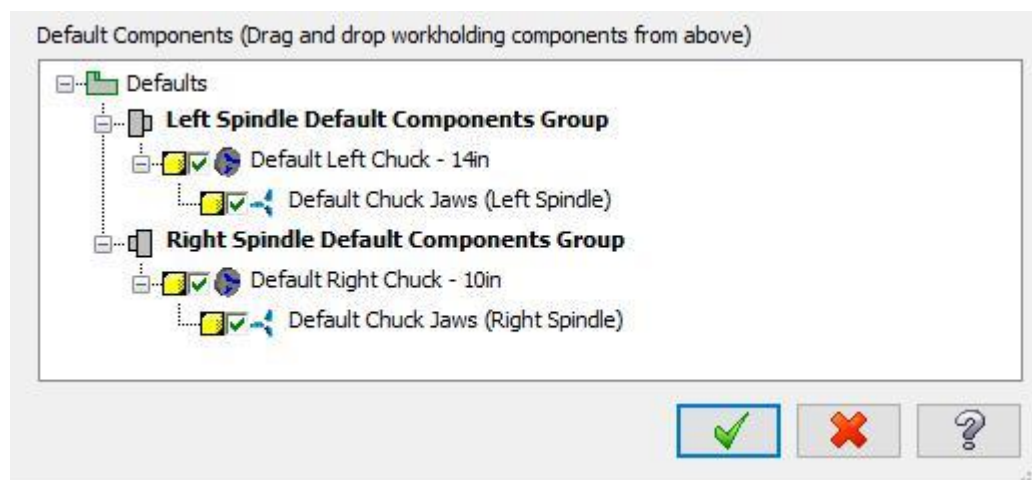 Default Components (Drag and drop workholding components from above)
Defaults
Left Spindle Default Components Group
Default Left Chuck - 14in
Default Chuck Jaws (Left Spindle)
Right Spindle Default Components Group
Default Right Chuck - 10in
Default Chuck Jaws (Right Spindle)